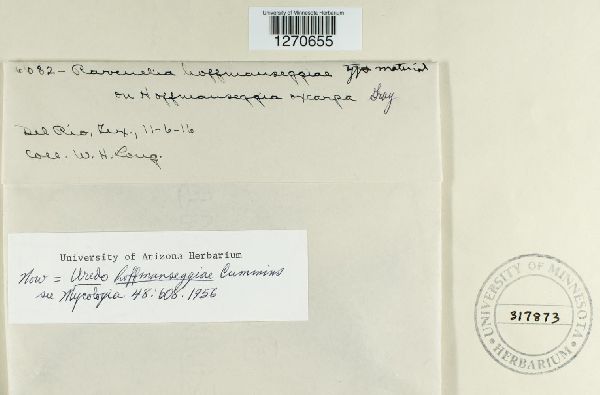 University of Minnesota Herbarium
1270655
6082 - Ravenelia hoffmanseggiae type material
on Hoffmanseggia oxcarpa Gray
Del Rio, Tex., 11-6-16
Coll. W. H. Long.
University of Arizona Herbarium
Now = Uredo hoffmanseggiae Cummins
see Mycologia 48: 608. 1956
UNIVERSITY OF MINNESOTA
317873
HERBARIUM